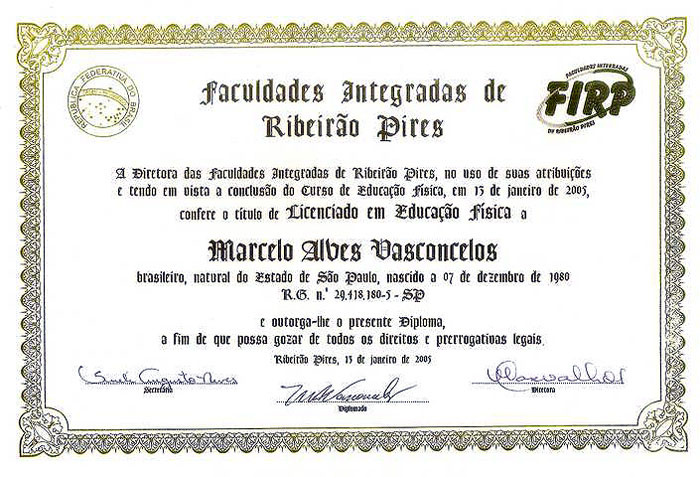 REPÚBLICA FEDERATIVA DO BRASIL
FACULDADES INTEGRADAS
FIRP
DE RIBEIRÃO PIRES
Faculdades Integradas de
Ribeirão Pires
A Diretora das Faculdades Integradas de Ribeirão Pires, no uso de suas atribuições
e tendo em vista a conclusão do Curso de Educação Física, em 13 de janeiro de 2005,
confere o título de Licenciado em Educação Física a
Marcelo Alves Vasconcelos
brasileiro, natural do Estado de São Paulo, nascido a 07 de dezembro de 1980
R.G. n.º 29.418.180-5 - SP
e outorga-lhe o presente Diploma,
a fim de que possa gozar de todos os direitos e prerrogativas legais.
Ribeirão Pires, 13 de janeiro de 2005
Secretária
Diplomado
Diretora